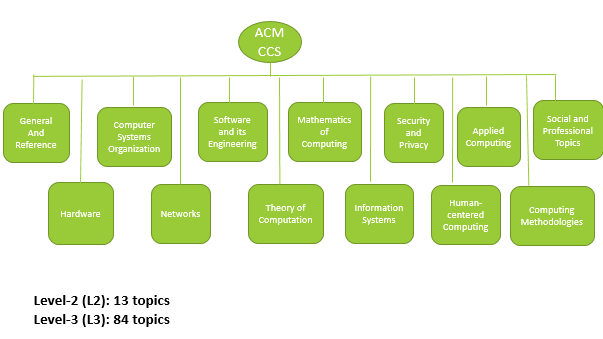 ACM
CCS
General
And
Reference
Computer
Systems
Organization
Software
and its
Engineering
Mathematics
of
Computing
Security
and
Privacy
Applied
Computing
Social and
Professional
Topics
Hardware
Networks
Theory of
Computation
Information
Systems
Human-
centered
Computing
Computing
Methodologies
Level-2 (L2): 13 topics
Level-3 (L3): 84 topics